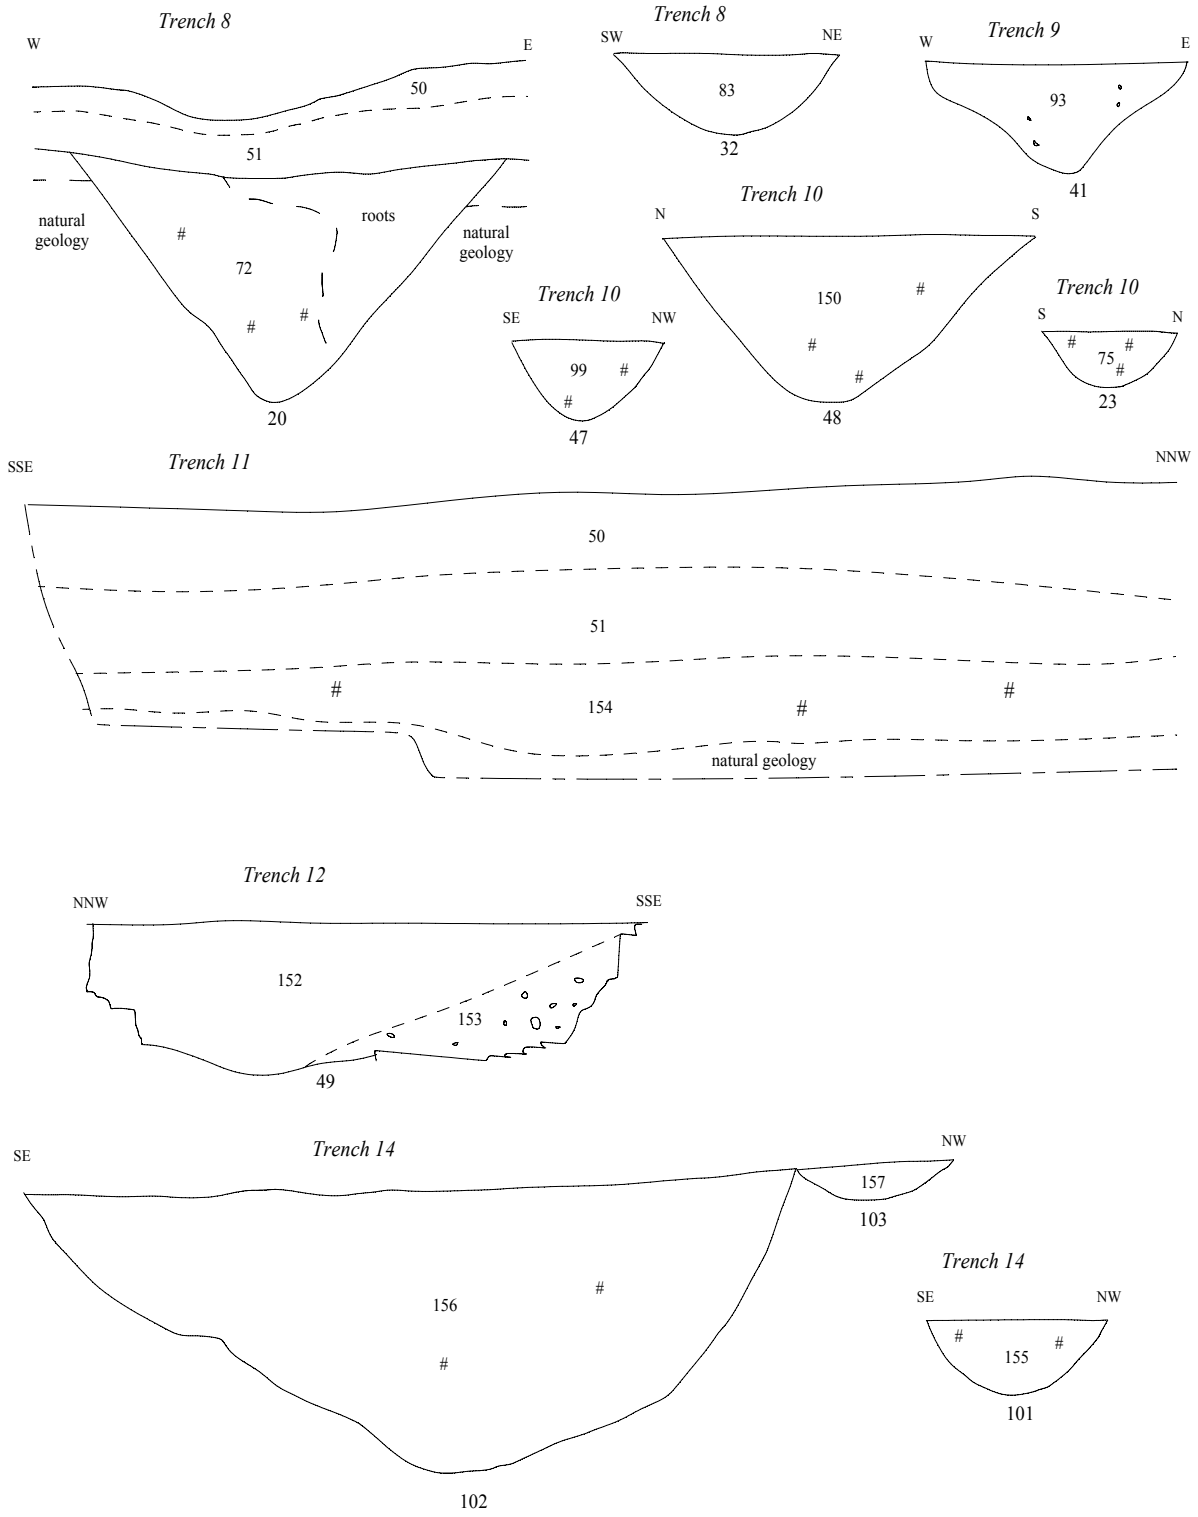 Trench 8
W
E
50
51
natural
geology
roots
natural
geology
#
72
#
#
20
Trench 8
SW
NE
83
32
Trench 9
W
E
93
41
Trench 10
N
S
150
#
#
#
48
Trench 10
SE
NW
99
#
#
47
Trench 10
S
N
#
#
75
#
23
Trench 11
SSE
NNW
50
51
#
154
#
#
natural geology
Trench 12
NNW
SSE
152
153
49
Trench 14
SE
NW
157
103
#
156
#
102
Trench 14
SE
NW
#
#
155
101